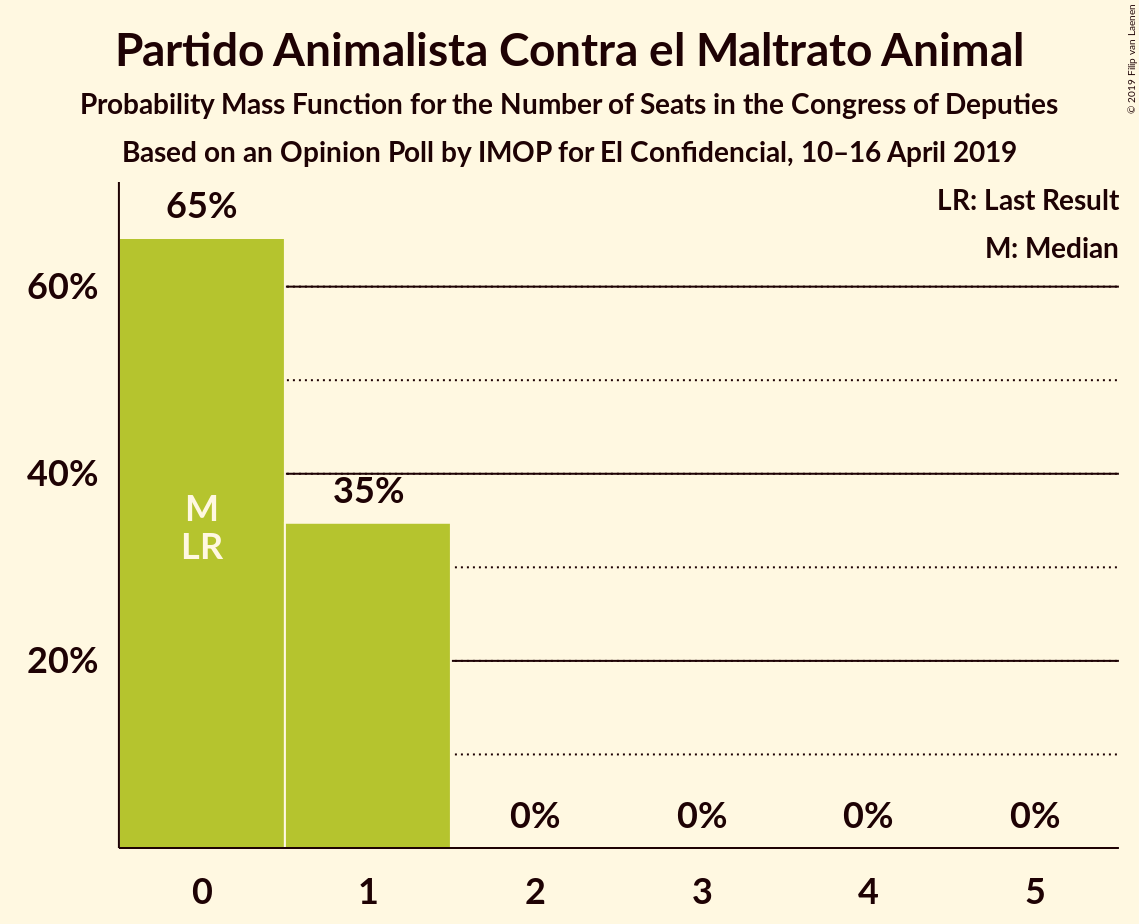 Partido Animalista Contra el Maltrato Animal
Probability Mass Function for the Number of Seats in the Congress of Deputies
Based on an Opinion Poll by IMOP for El Confidencial, 10–16 April 2019
© 2019 Filip van Laenen
LR: Last Result
M: Median
65%
60%
40%
35%
M
LR
20%
0% 0% 0% 0%
0 1 2 3 4 5